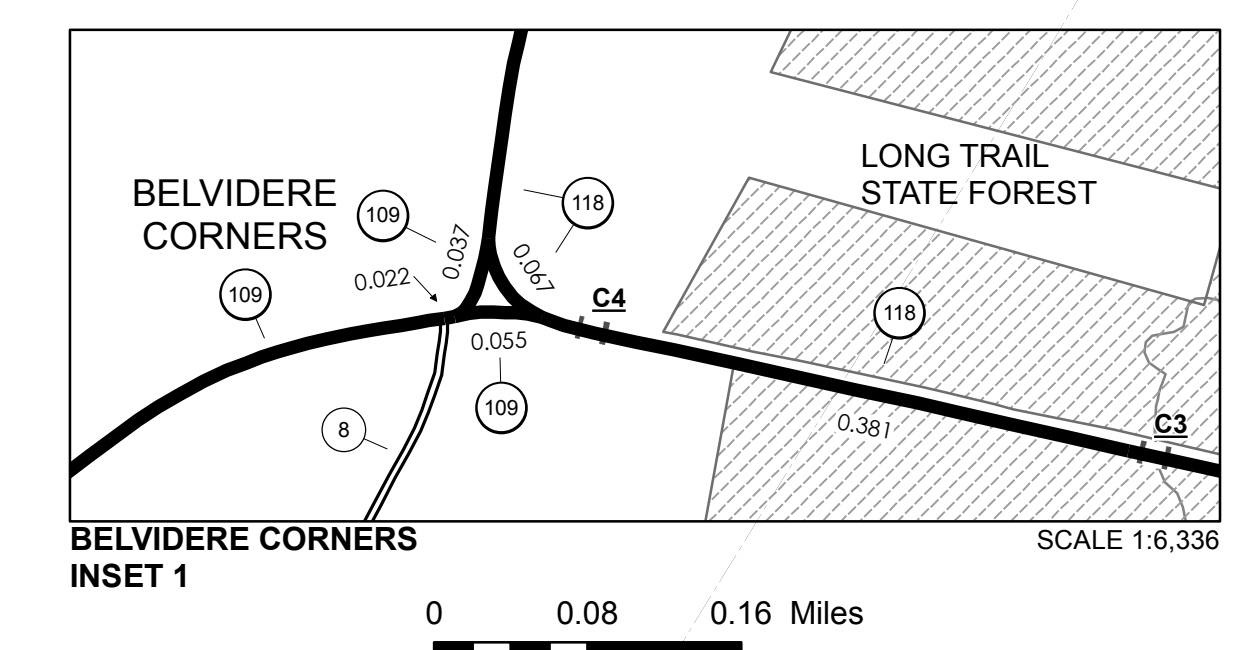 LONG TRAIL
STATE FOREST
BELVIDERE
CORNERS
109
118
0.037
0.067
0.022
109
C4
118
0.055
109
8
0.381
C3
BELVIDERE CORNERS
INSET 1
SCALE 1:6,336
0 0.08 0.16 Miles